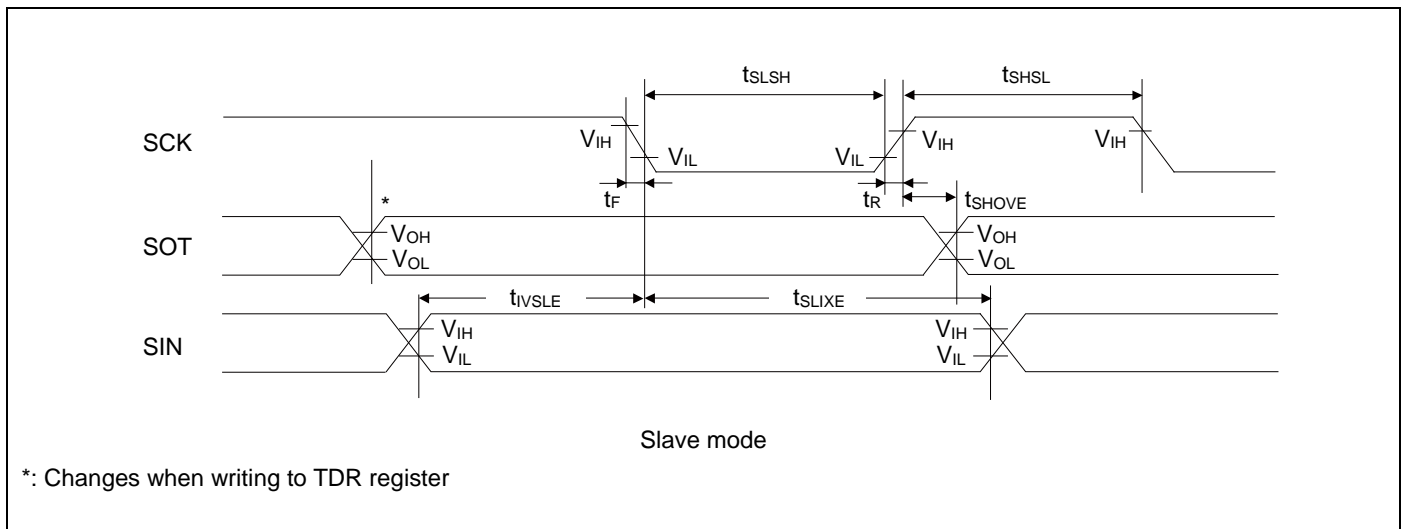 tSLSH
tSHSL
SCK
VIH
VIL
VIL
VIH
VIH
tF
tR
tSHOVE
*
SOT
VOH
VOL
VOH
VOL
tIVSLE
tSLIXE
SIN
VIH
VIL
VIH
VIL
Slave mode
*: Changes when writing to TDR register